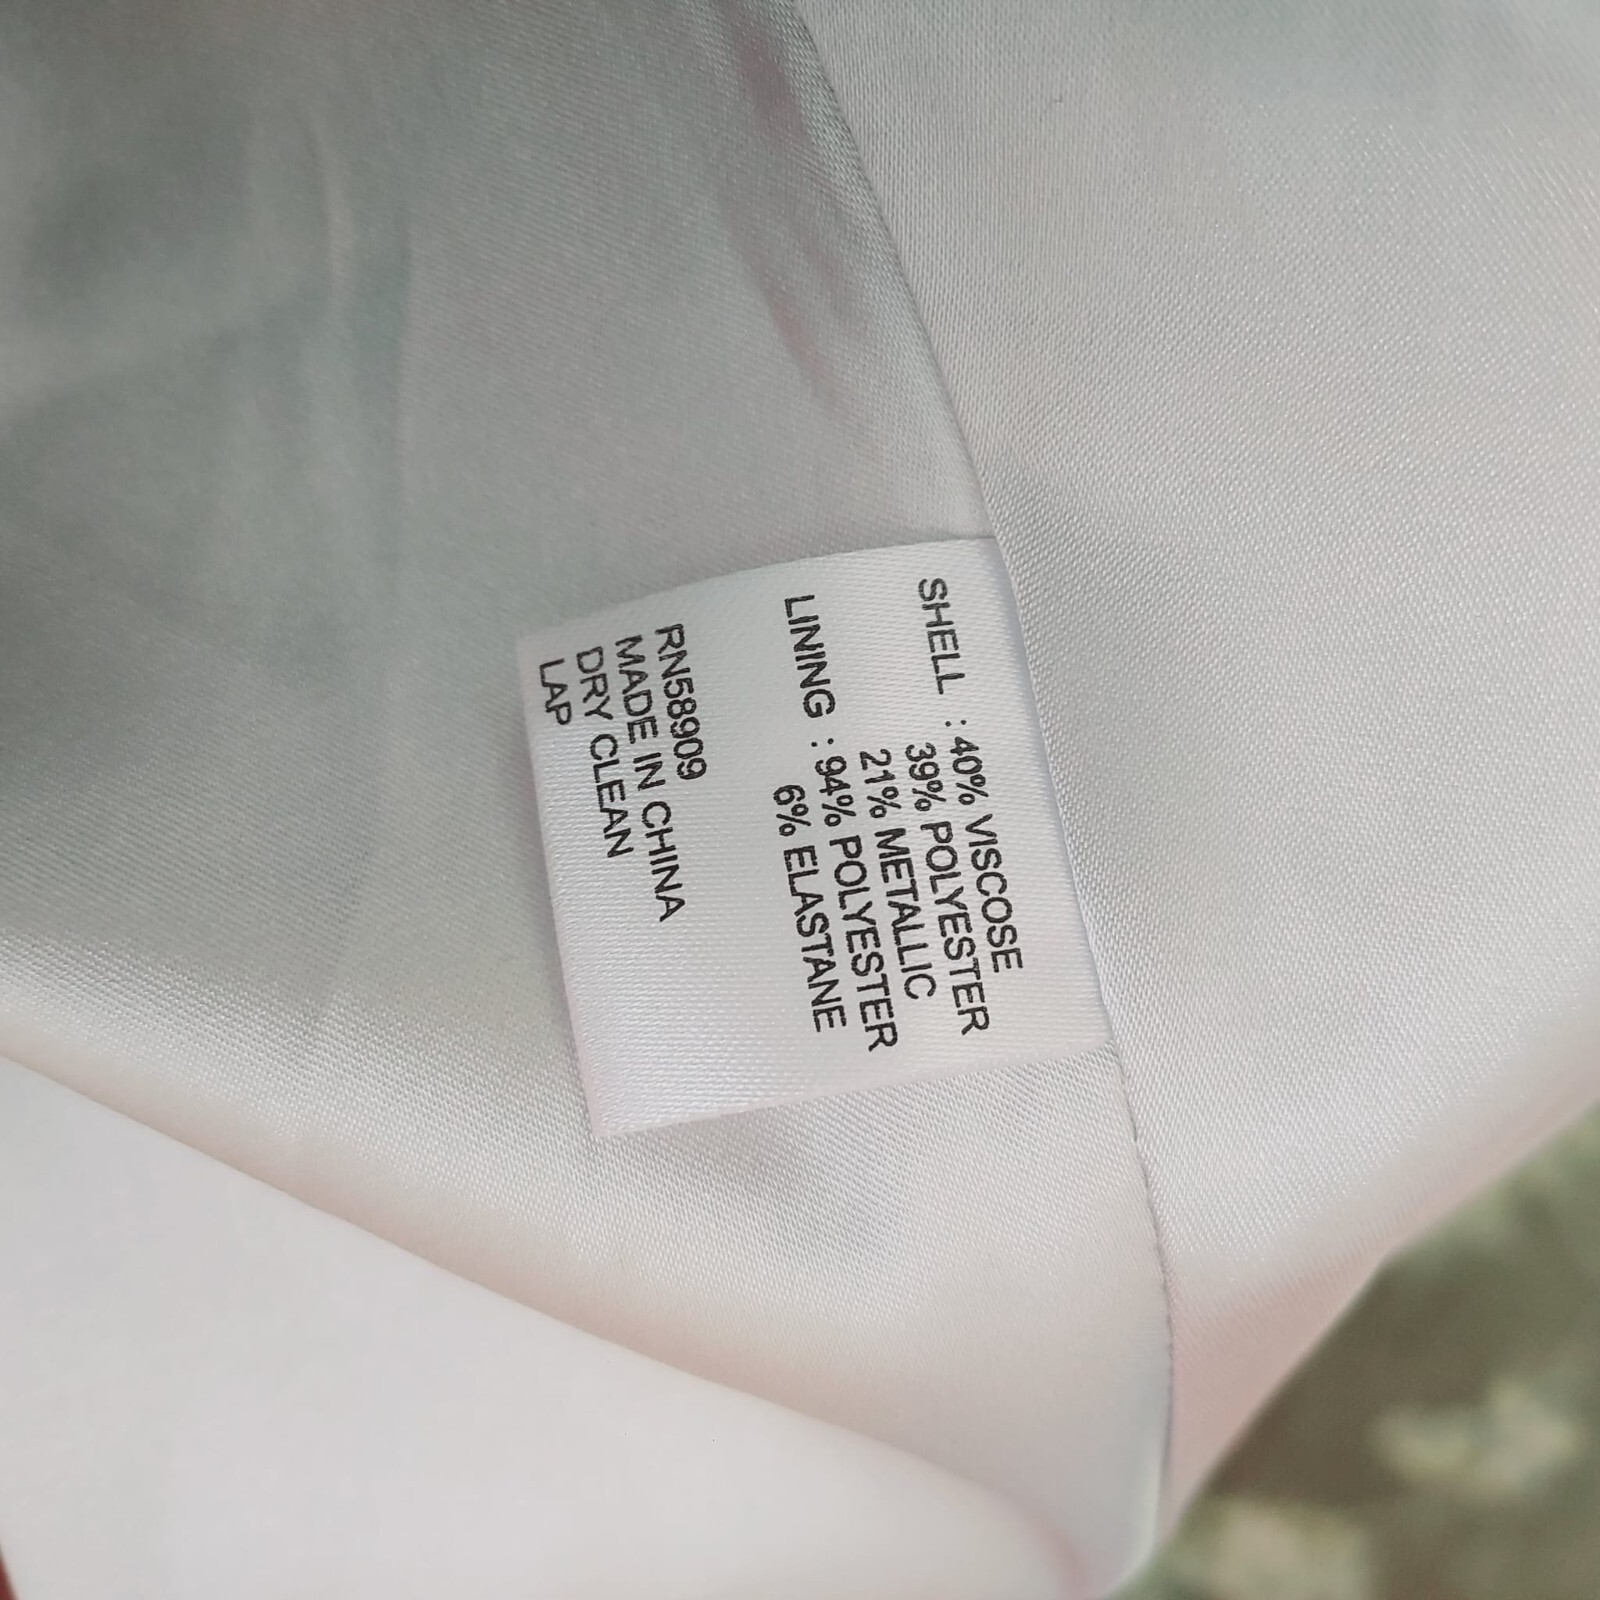 SHELL : 40% VISCOSE
39% POLYESTER
21% METALLIC
LINING : 94% POLYESTER
6% ELASTANE
RN58909
MADE IN CHINA
DRY CLEAN
LAP